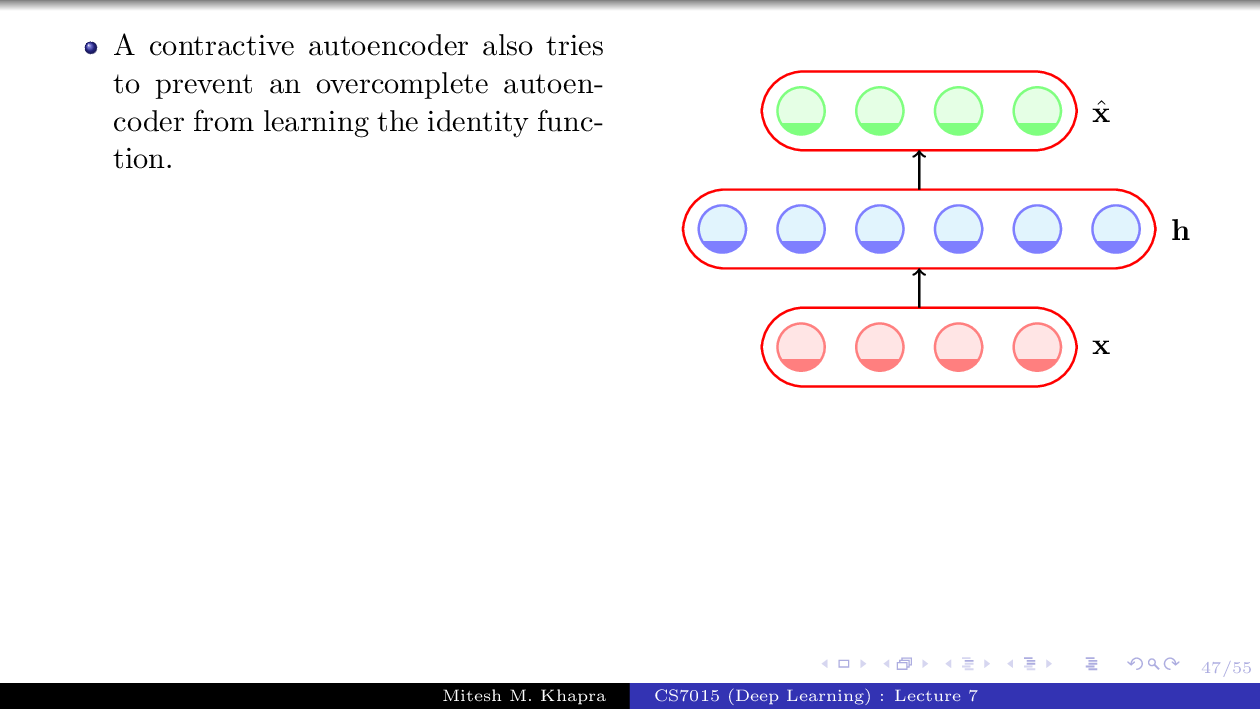 A contractive autoencoder also tries
to prevent an overcomplete autoen-
coder from learning the identity func-
tion.
x̂
h
x
47/55
Mitesh M. Khapra
CS7015 (Deep Learning) : Lecture 7